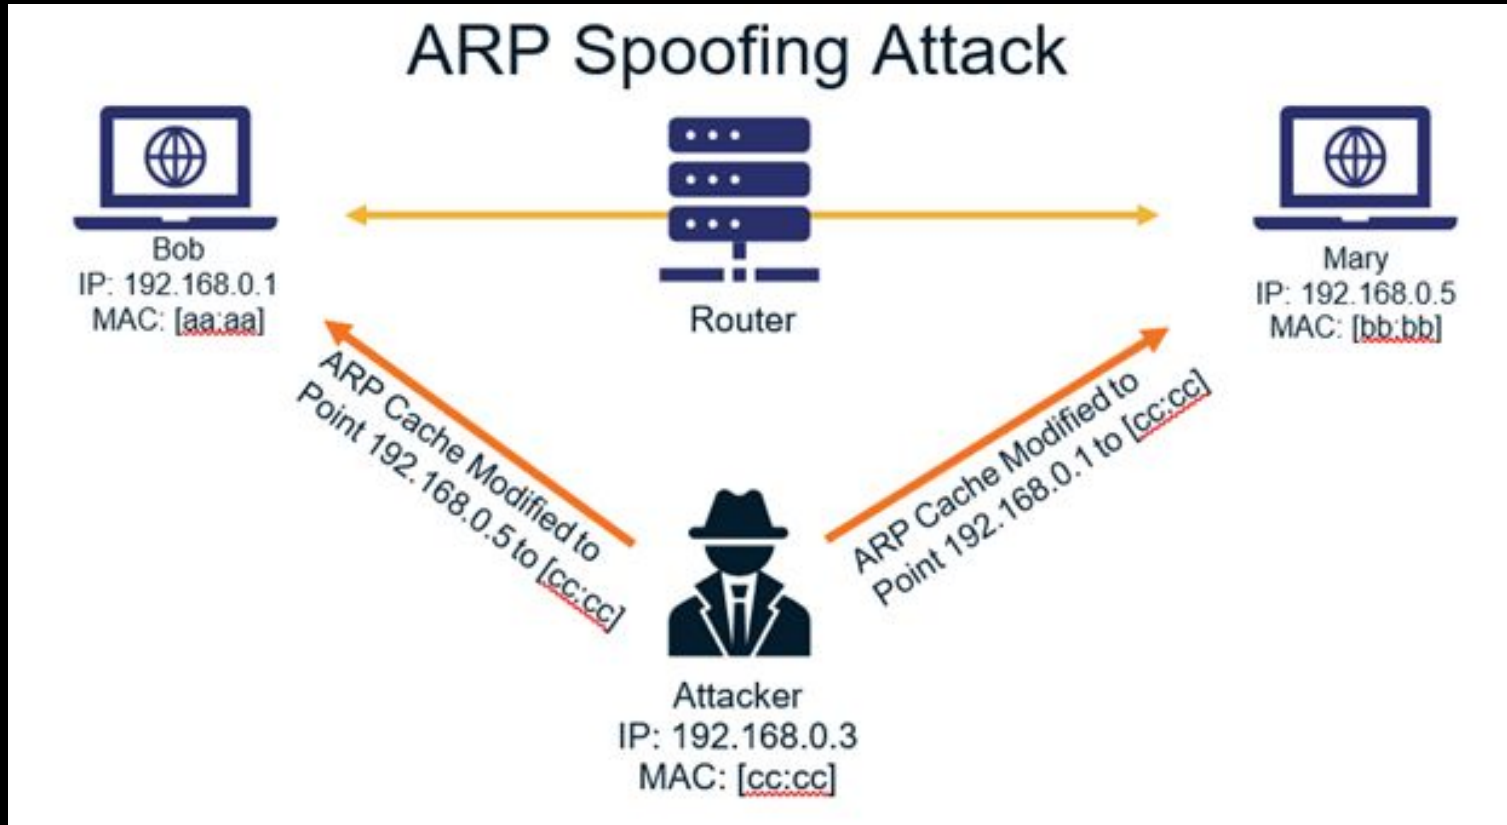 ARP Spoofing Attack
Bob
IP: 192.168.0.1
MAC: [aa:aa]
Router
Mary
IP: 192.168.0.5
MAC: [bb:bb]
ARP Cache Modified to
Point 192.168.0.5 to [cc:cc]
ARP Cache Modified to
Point 192.168.0.1 to [cc:cc]
Attacker
IP: 192.168.0.3
MAC: [cc:cc]